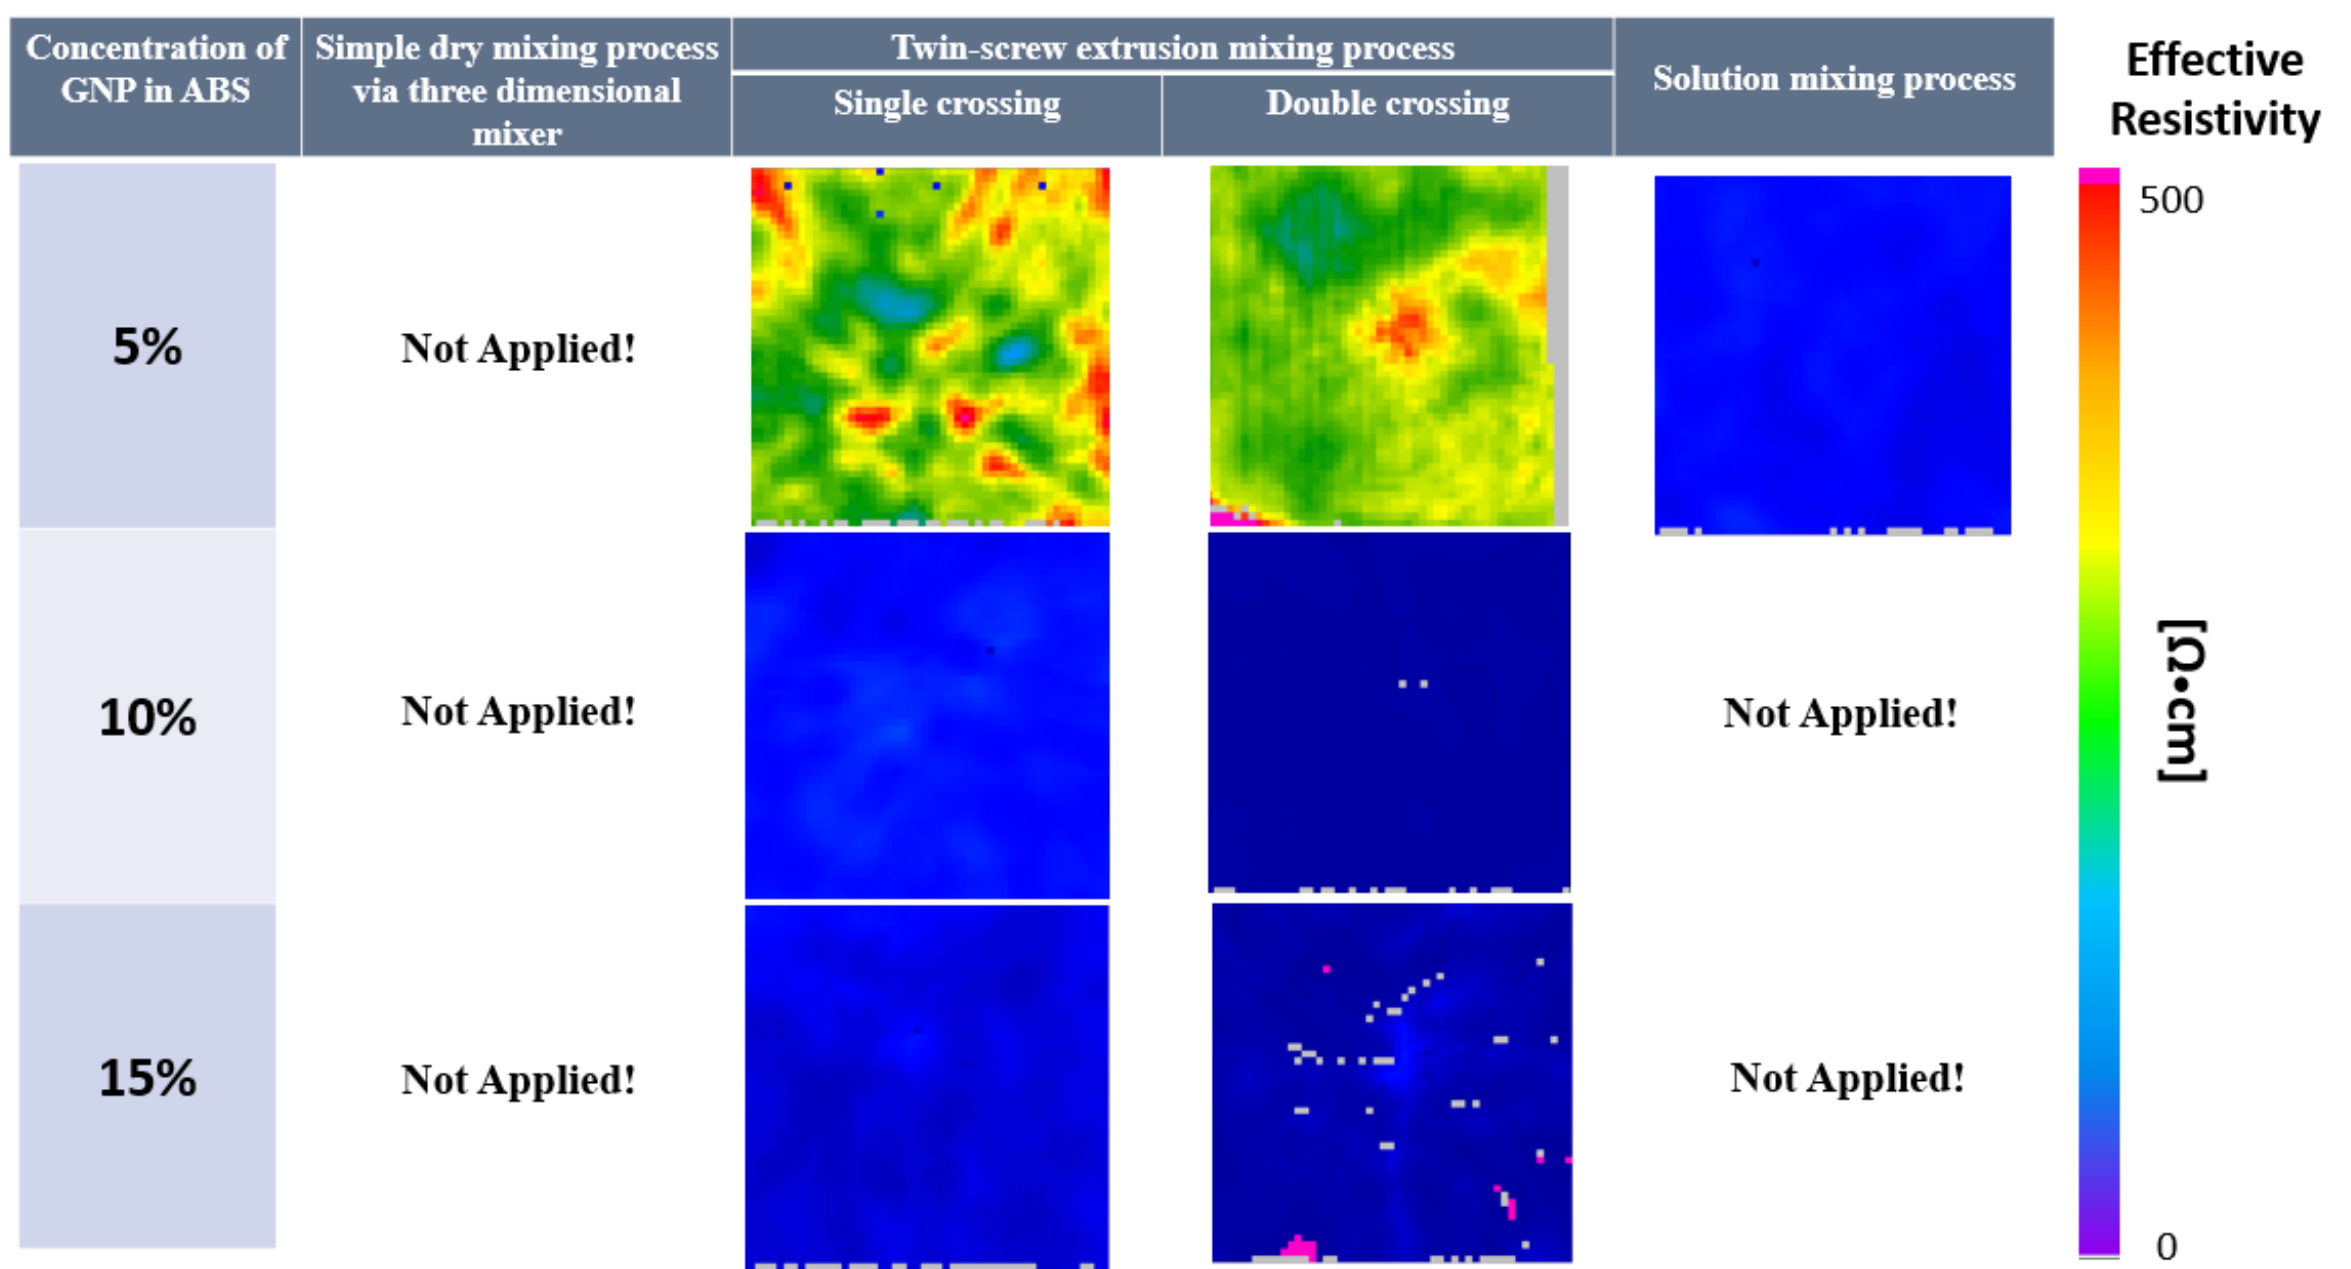 Concentration of
GNP in ABS
Simple dry mixing process
via three dimensional
mixer
Twin-screw extrusion mixing process
Single crossing
Double crossing
Solution mixing process
Effective
Resistivity
5%
Not Applied!
500
10%
Not Applied!
Not Applied!
[Ω•cm]
15%
Not Applied!
Not Applied!
0